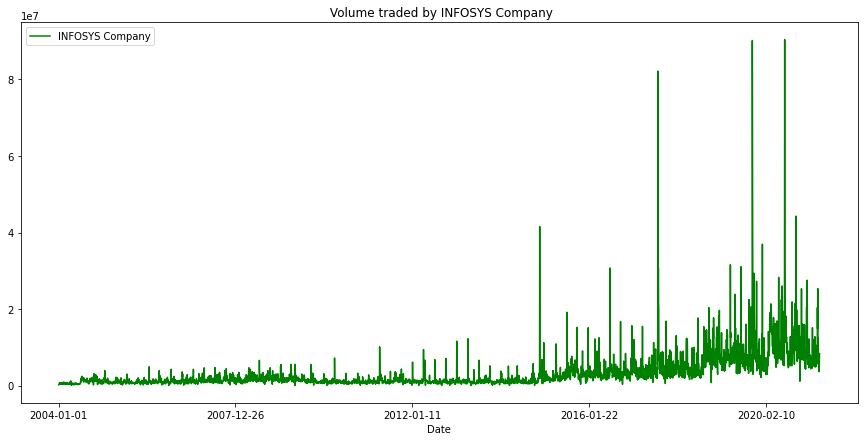 Volume traded by INFOSYS Company
1e7
INFOSYS Company
8
6
4
2
0
2004-01-01 2007-12-26 2012-01-11 2016-01-22 2020-02-10
Date